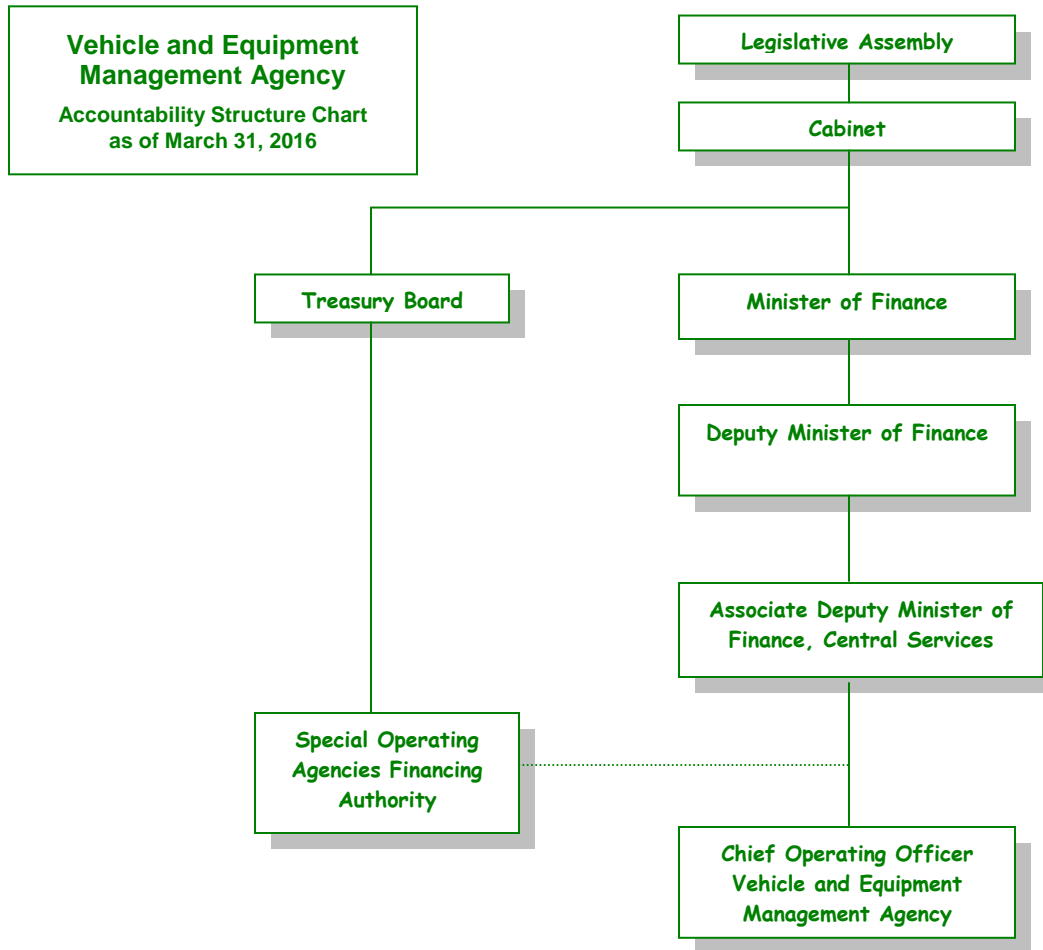 Vehicle and Equipment
Management Agency
Accountability Structure Chart
as of March 31, 2016
Legislative Assembly
Cabinet
Treasury Board
Minister of Finance
Deputy Minister of Finance
Associate Deputy Minister of
Finance, Central Services
Special Operating
Agencies Financing
Authority
Chief Operating Officer
Vehicle and Equipment
Management Agency